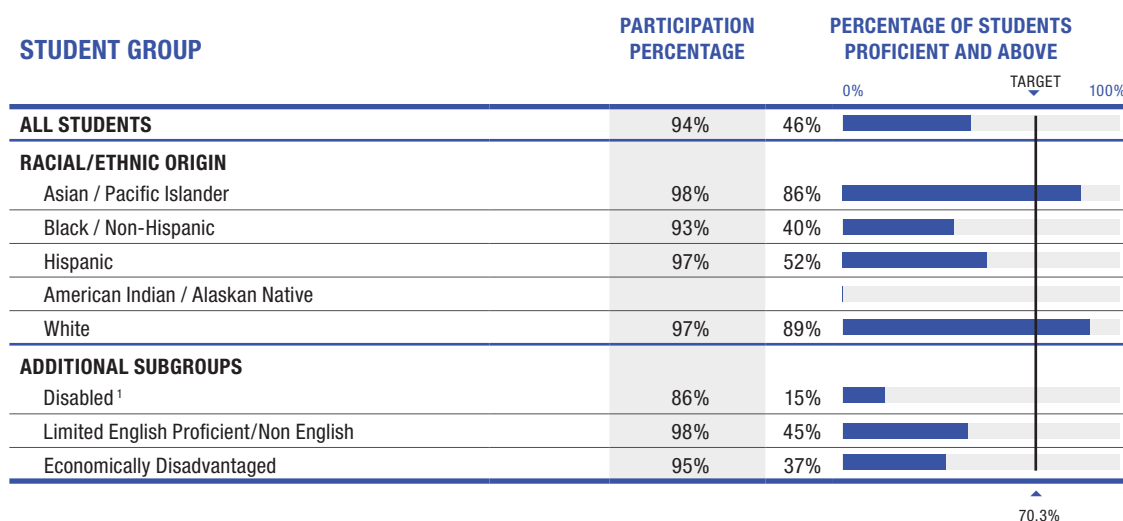 STUDENT GROUP
PARTICIPATION
PERCENTAGE
PERCENTAGE OF STUDENTS
PROFICIENT AND ABOVE
0% TARGET 100%
ALL STUDENTS 94% 46%
RACIAL/ETHNIC ORIGIN
Asian / Pacific Islander 98% 86%
Black / Non-Hispanic 93% 40%
Hispanic 97% 52%
American Indian / Alaskan Native
White 97% 89%
ADDITIONAL SUBGROUPS
Disabled ¹ 86% 15%
Limited English Proficient/Non English 98% 45%
Economically Disadvantaged 95% 37%
70.3%